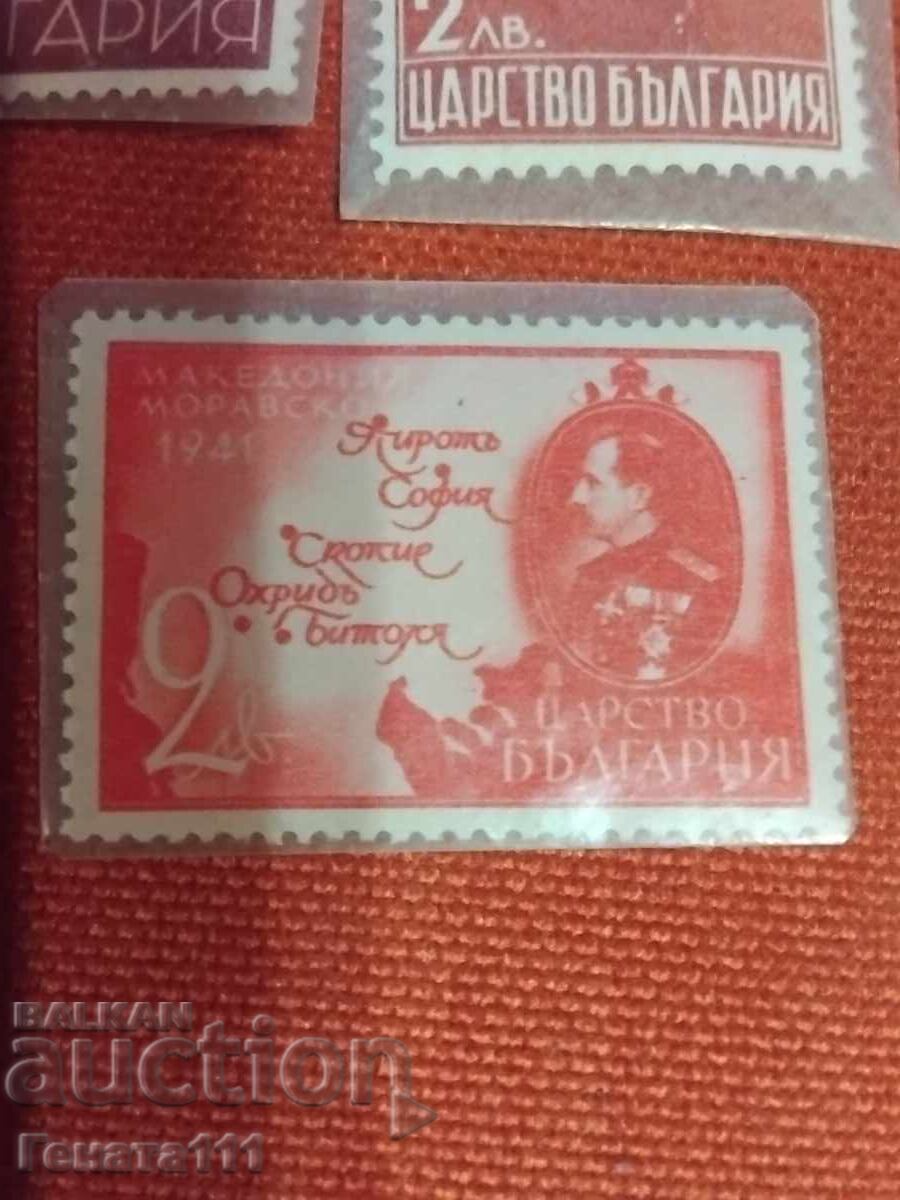 ГАРИЯ
2 ЛВ.
ЦАРСТВО БЪЛГАРИЯ
МАКЕДОНИЯ
МОРАВСКО
1941
Пиротъ
София
Скопие
Охридъ
Битоля
2 лв
ЦАРСТВО
БЪЛГАРИЯ
BALKAN
auction
Гената111